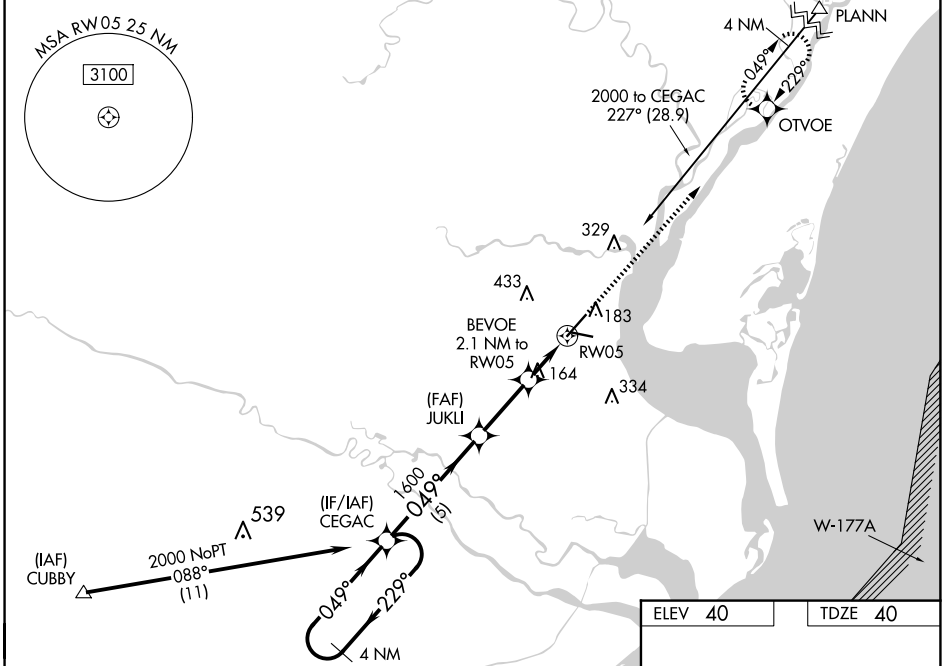 MSA RW05 25 NM
3100
PLANN
4 NM
049°
229°
OTVOE
2000 to CEGAC
227° (28.9)
329
433
183
BEVOE
2.1 NM to
RW05
RW05
164
334
(FAF)
JUKLI
1600
049°
(5)
(IF/IAF)
CEGAC
539
(IAF)
CUBBY
2000 NoPT
088°
(11)
049°
229°
4 NM
W-177A
ELEV 40
TDZE 40